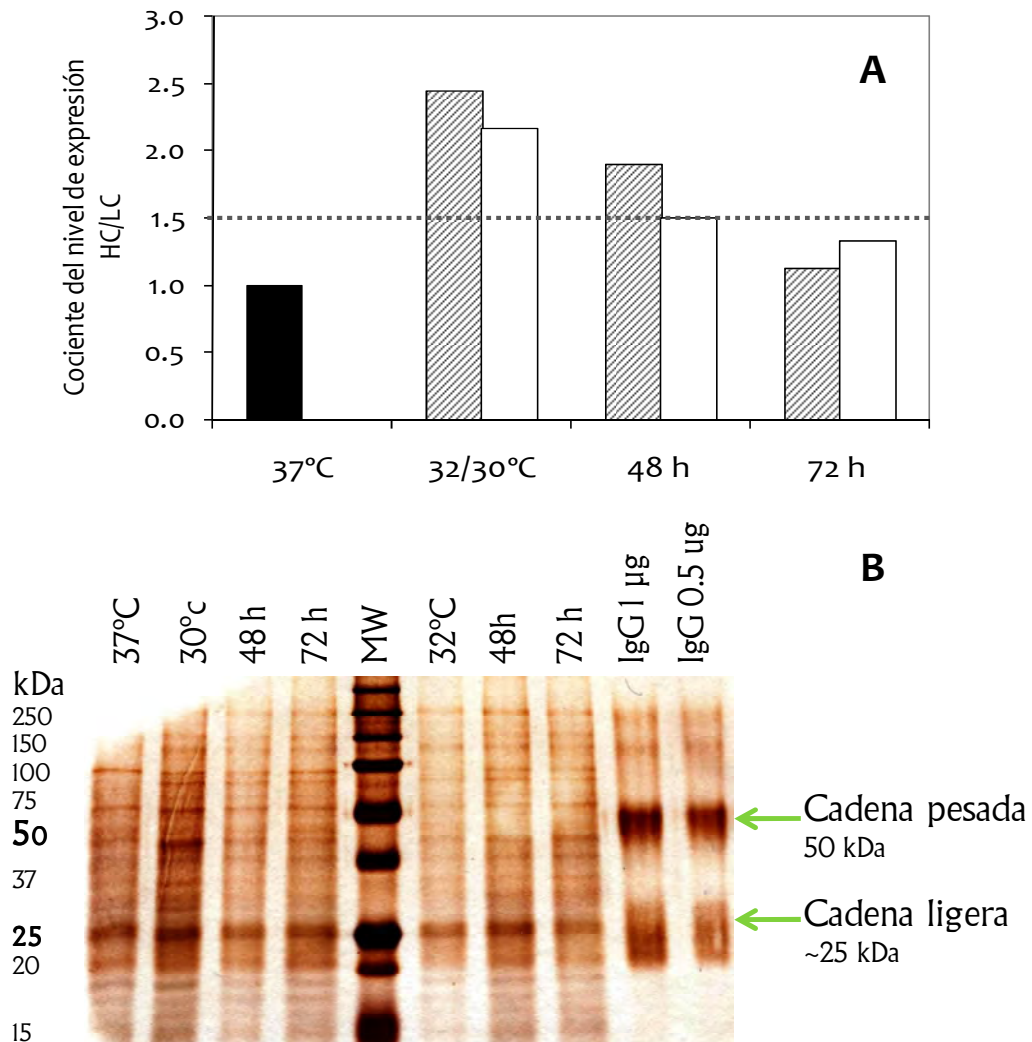 Cociente del nivel de expresión
HC/LC
3.0
2.5
2.0
1.5
1.0
0.5
0.0
A
37°C
32/30°C
48 h
72 h
B
37°C
30°c
48 h
72 h
MW
32°C
48h
72 h
IgG 1 µg
IgG 0.5 ug
kDa
250
150
100
75
50
37
25
20
15
Cadena pesada
50 kDa
Cadena ligera
~25 kDa